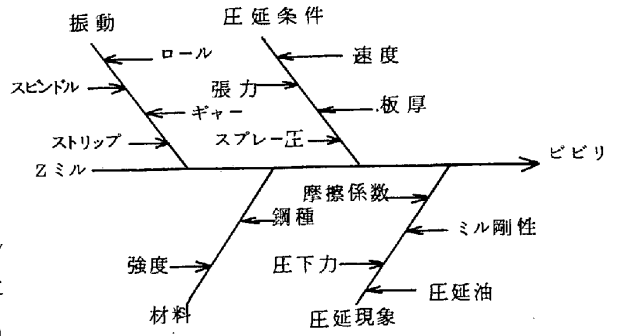 振動
圧延条件
ロール
速度
スピンドル
張力
ギャー
板厚
ストリップ
スプレー圧
Zミル
ビビリ
摩擦係数
鋼種
ミル剛性
強度
圧下力
圧延油
材料
圧延現象